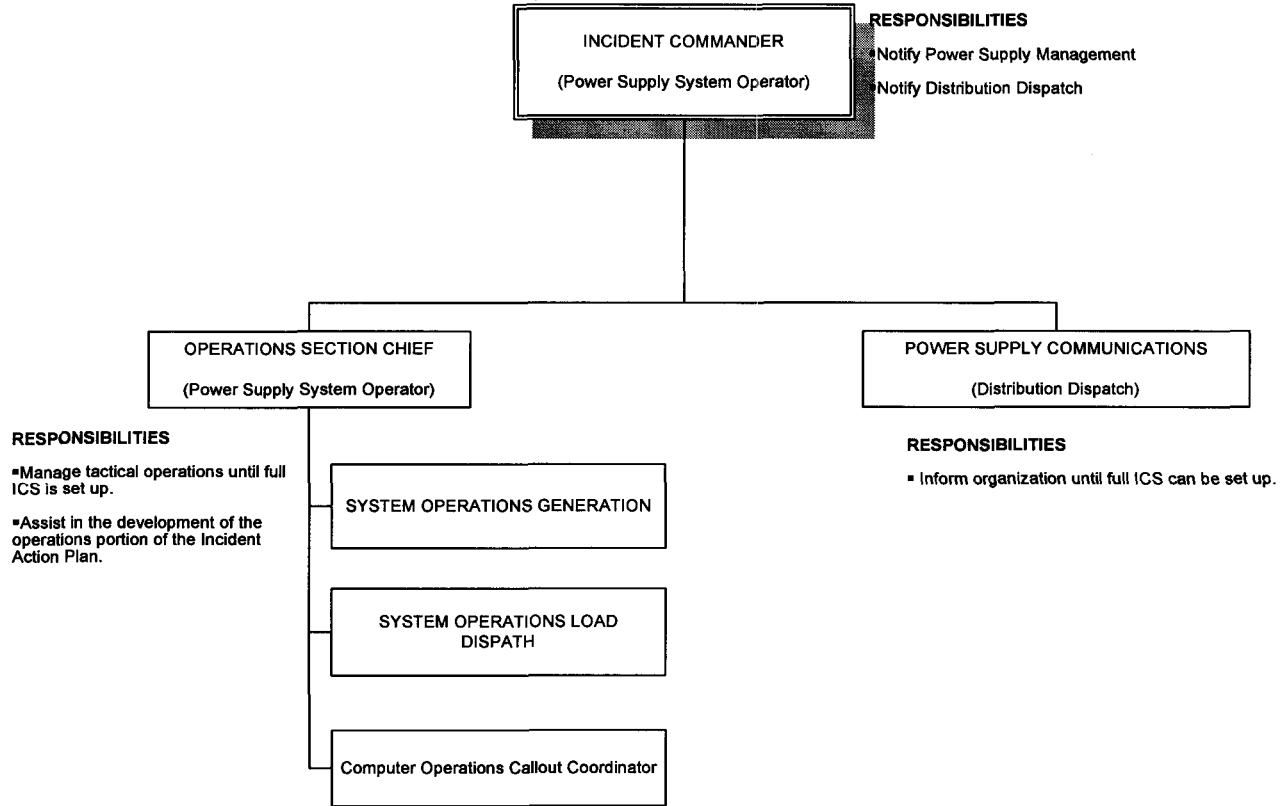 INCIDENT COMMANDER
(Power Supply System Operator)
RESPONSIBILITIES
▪Notify Power Supply Management
▪Notify Distribution Dispatch
OPERATIONS SECTION CHIEF
(Power Supply System Operator)
RESPONSIBILITIES
▪Manage tactical operations until full
ICS is set up.
▪Assist in the development of the
operations portion of the Incident
Action Plan.
SYSTEM OPERATIONS GENERATION
SYSTEM OPERATIONS LOAD
DISPATH
Computer Operations Callout Coordinator
POWER SUPPLY COMMUNICATIONS
(Distribution Dispatch)
RESPONSIBILITIES
▪ Inform organization until full ICS can be set up.